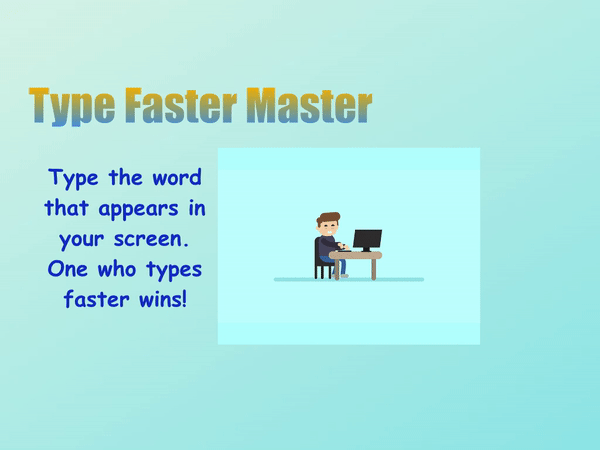 Type Faster Master
Type the word
that appears in
your screen.
One who types
faster wins!